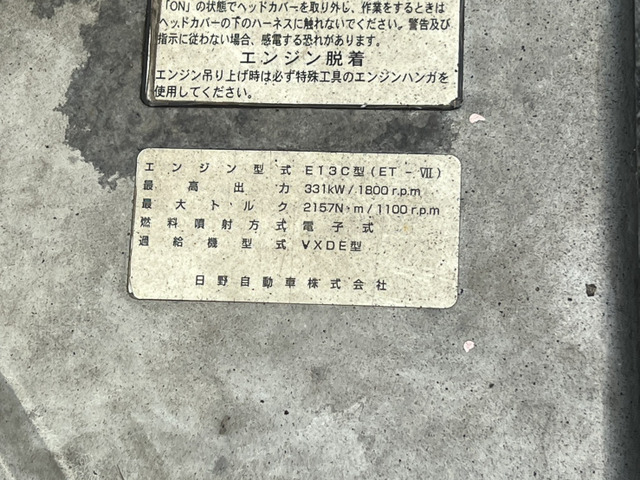 「ON」の状態でヘッドカバーを取り外し、作業をするときは
ヘッドカバーの下のハーネスに触れないでください。警告及び
指示に従わない場合、感電する恐れがあります。
エンジン脱着
エンジン吊り上げ時は必ず特殊工具のエンジンハンガを
使用してください。
エンジン型式 E13C型(ET-Ⅶ)
最高出力 331kW/1800r.p.m
最大トルク 2157N·m/1100r.p.m
燃料噴射方式 電子式
過給機型式 VXDE型
日野自動車株式会社